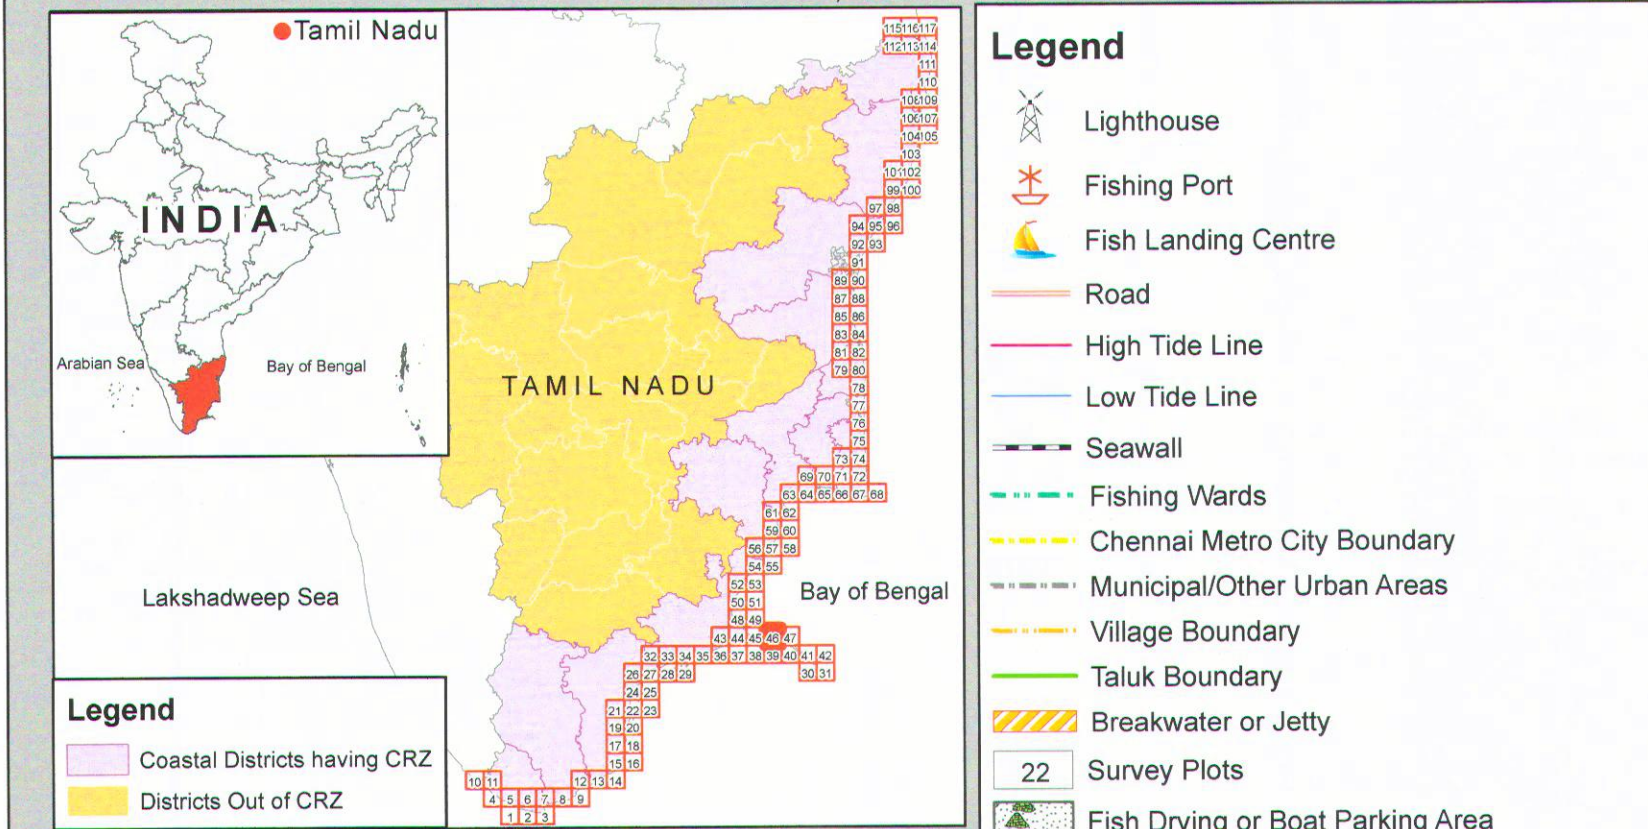 Tamil Nadu
INDIA
Arabian Sea
Bay of Bengal
Lakshadweep Sea
Legend
Coastal Districts having CRZ
Districts Out of CRZ
TAMIL NADU
Bay of Bengal
115 116 117
112 113 114
111
110
108 109
106 107
104 105
103
101 102
99 100
97 98
94 95 96
92 93
91
89 90
87 88
85 86
83 84
81 82
79 80
78
77
76
75
73 74
69 70 71 72
63 64 65 66 67 68
61 62
59 60
56 57 58
54 55
52 53
50 51
48 49
43 44 45 46 47
32 33 34 35 36 37 38 39 40 41 42
26 27 28 29 30 31
24 25
21 22 23
19 20
17 18
15 16
10 11 12 13 14
4 5 6 7 8 9
1 2 3
Legend
Lighthouse
Fishing Port
Fish Landing Centre
Road
High Tide Line
Low Tide Line
Seawall
Fishing Wards
Chennai Metro City Boundary
Municipal/Other Urban Areas
Village Boundary
Taluk Boundary
Breakwater or Jetty
22 Survey Plots
Fish Drying or Boat Parking Area